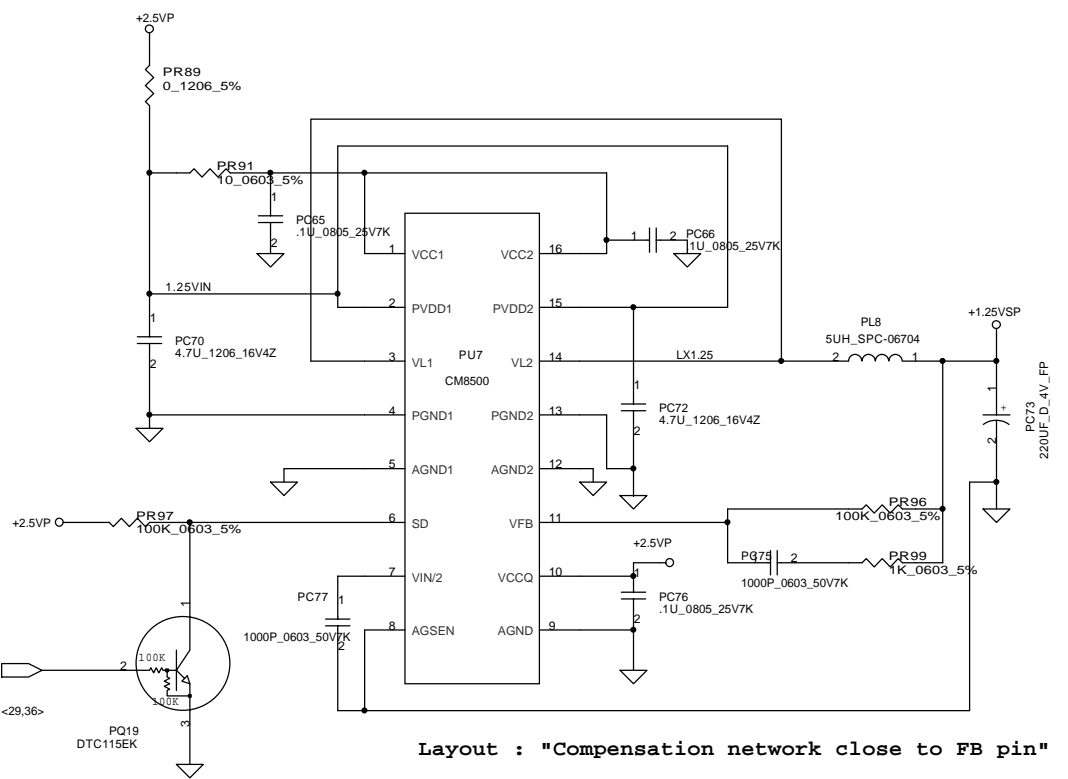 +2.5VP
PR89
0_1206_5%
PR91
10_0603_5%
1
PC65
.1U_0805_25V7K
2
1 2 PC66
.1U_0805_25V7K
1 VCC1 VCC2 16
1.25VIN
2 PVDD1 PVDD2 15
1
PC70
4.7U_1206_16V4Z
2
+1.25VSP
PL8
5UH_SPC-06704
3 VL1 PU7 VL2 14 LX1.25 2 1
CM8500
1
PC72
4.7U_1206_16V4Z
2
1
+
2
PC73
220UF_D_4V_FP
4 PGND1 PGND2 13
5 AGND1 AGND2 12
+2.5VP PR97
100K_0603_5%
6 SD VFB 11
PR96
100K_0603_5%
+2.5VP
1 PC75 2
1000P_0603_50V7K
PR99
1K_0603_5%
7 VIN/2 VCCQ 10
1
PC76
.1U_0805_25V7K
2
PC77 1
1000P_0603_50V7K
2
8 AGSEN AGND 9
1
100K
2
100K
3
<29,36>
PQ19
DTC115EK
Layout : "Compensation network close to FB pin"